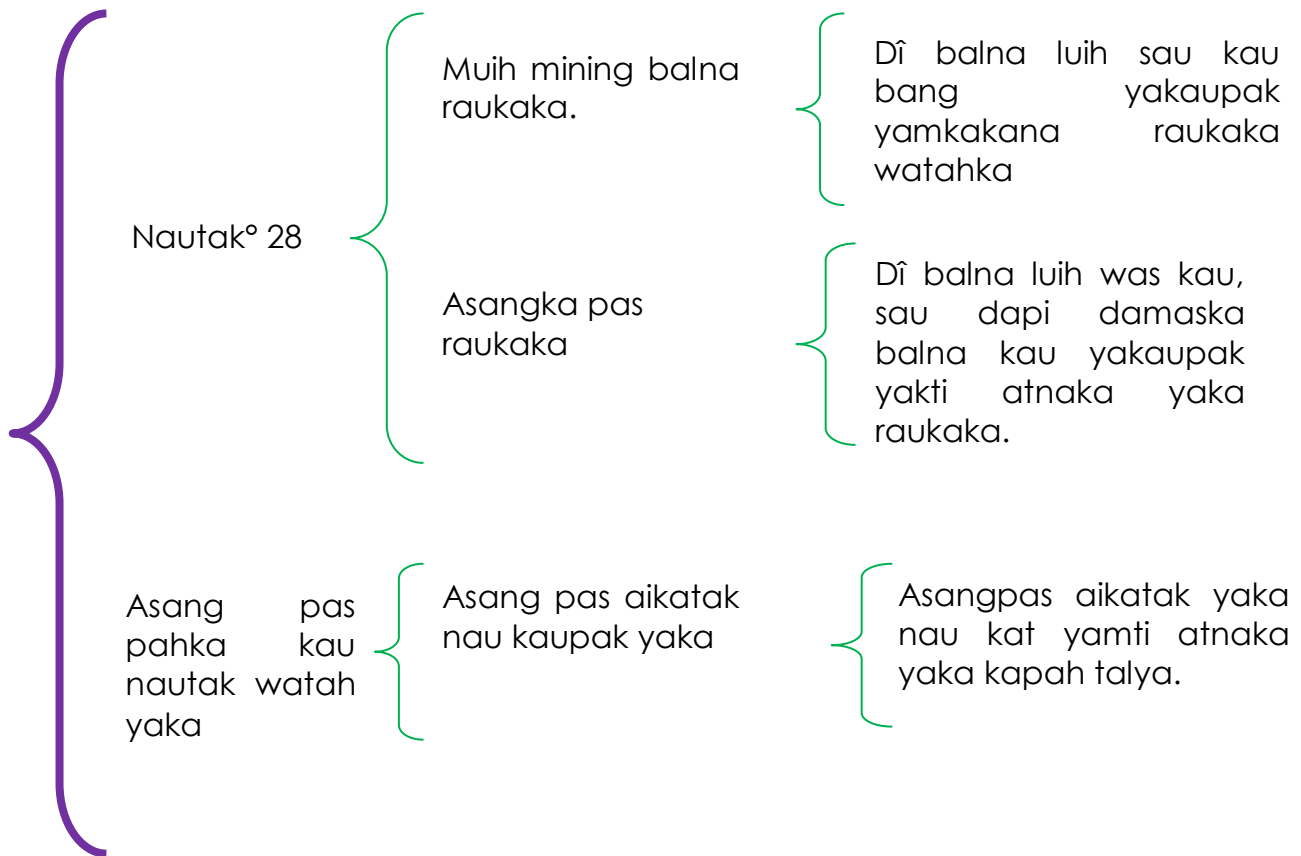 Nautak° 28
Muih mining balna
raukaka.
Dî balna luih sau kau
bang yakaupak
yamkakana raukaka
watahka
Asangka pas
raukaka
Dî balna luih was kau,
sau dapi damaska
balna kau yakaupak
yakti atnaka yaka
raukaka.
Asang pas
pahka kau
nautak watah
yaka
Asang pas aikatak
nau kaupak yaka
Asangpas aikatak yaka
nau kat yamti atnaka
yaka kapah talya.